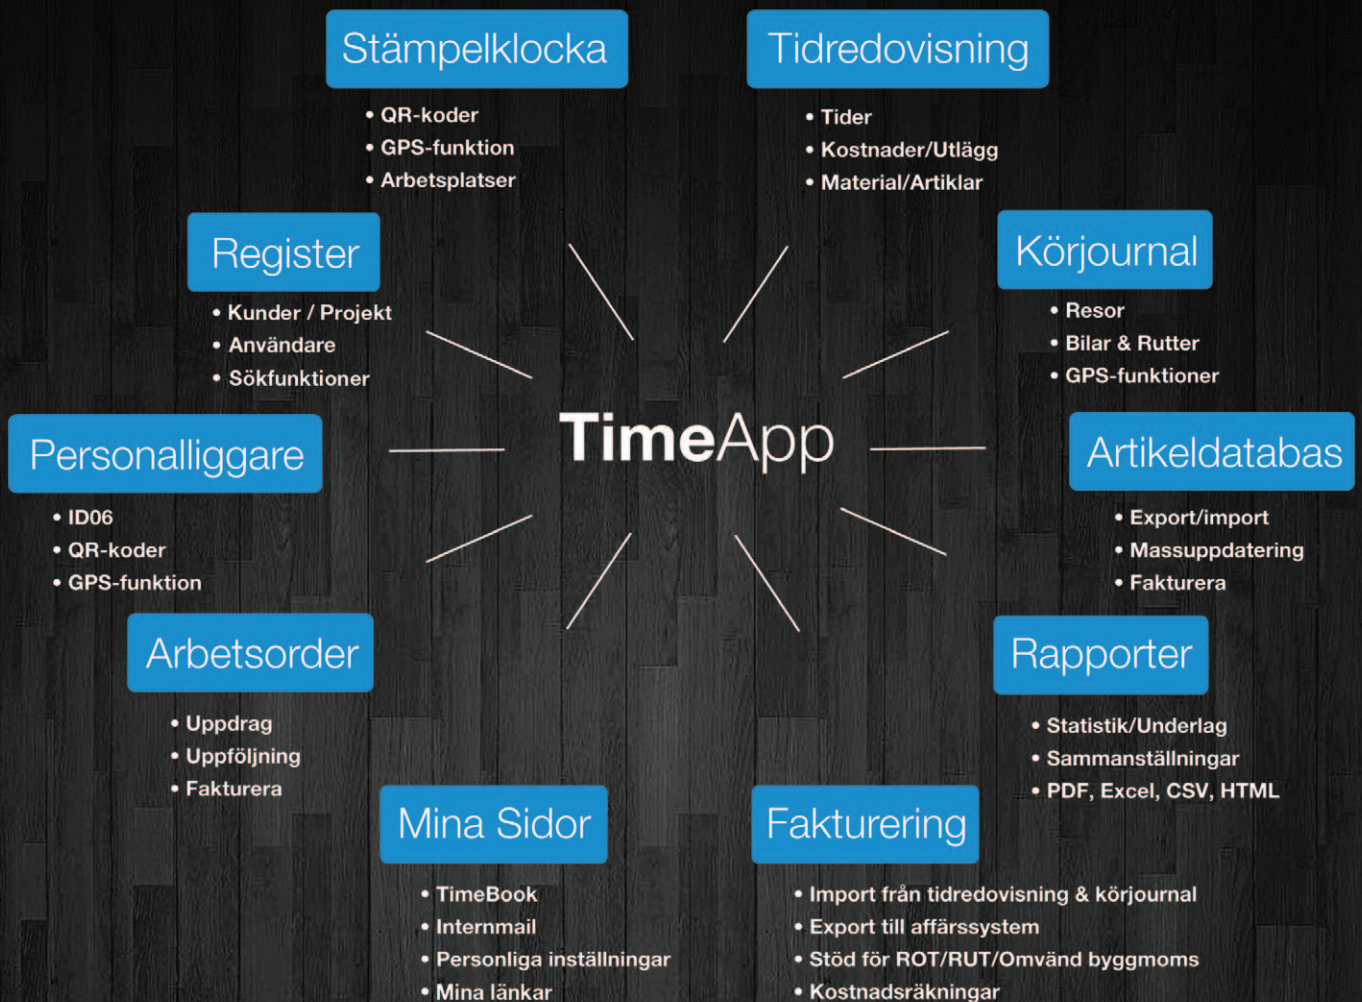 Stämpelklocka
• QR-koder
• GPS-funktion
• Arbetsplatser
Tidredovisning
• Tider
• Kostnader/Utlägg
• Material/Artiklar
Register
• Kunder / Projekt
• Användare
• Sökfunktioner
Körjournal
• Resor
• Bilar & Rutter
• GPS-funktioner
TimeApp
Personalliggare
• ID06
• QR-koder
• GPS-funktion
Artikeldatabas
• Export/import
• Massuppdatering
• Fakturera
Arbetsorder
• Uppdrag
• Uppföljning
• Fakturera
Rapporter
• Statistik/Underlag
• Sammanställningar
• PDF, Excel, CSV, HTML
Mina Sidor
• TimeBook
• Internmail
• Personliga inställningar
• Mina länkar
Fakturering
• Import från tidredovisning & körjournal
• Export till affärssystem
• Stöd för ROT/RUT/Omvänd byggmoms
• Kostnadsräkningar